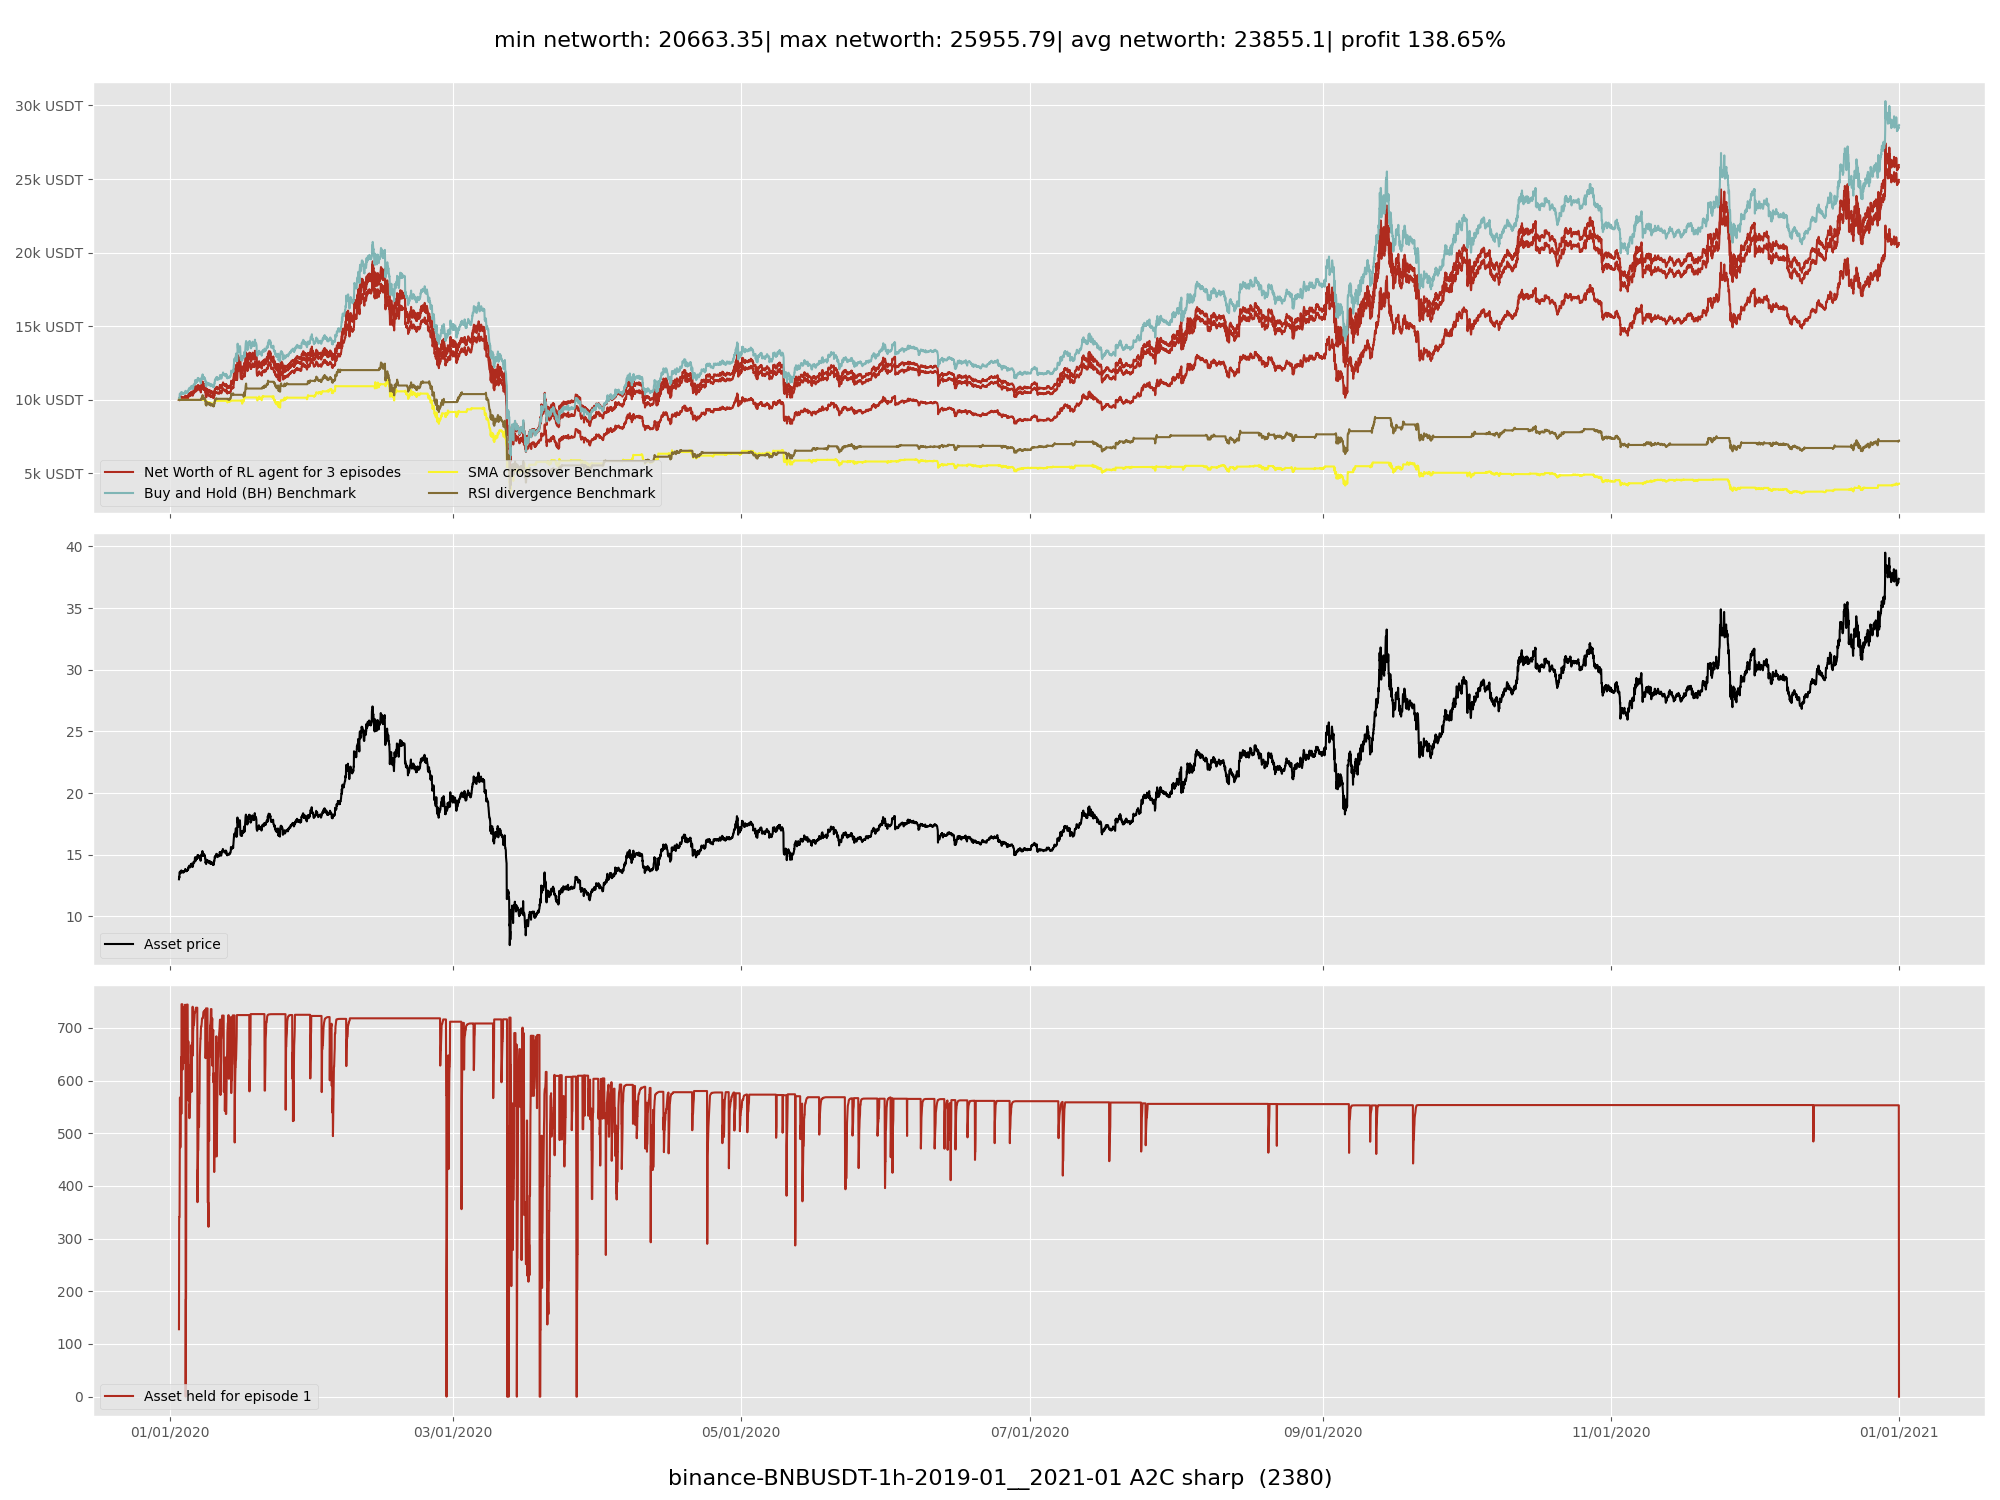 min networth: 20663.35| max networth: 25955.79| avg networth: 23855.1| profit 138.65%
30k USDT
25k USDT
20k USDT
15k USDT
10k USDT
5k USDT
Net Worth of RL agent for 3 episodes
Buy and Hold (BH) Benchmark
SMA crossover Benchmark
RSI divergence Benchmark
40
35
30
25
20
15
10
Asset price
700
600
500
400
300
200
100
0
Asset held for episode 1
01/01/2020 03/01/2020 05/01/2020 07/01/2020 09/01/2020 11/01/2020 01/01/2021
binance-BNBUSDT-1h-2019-01__2021-01 A2C sharp (2380)